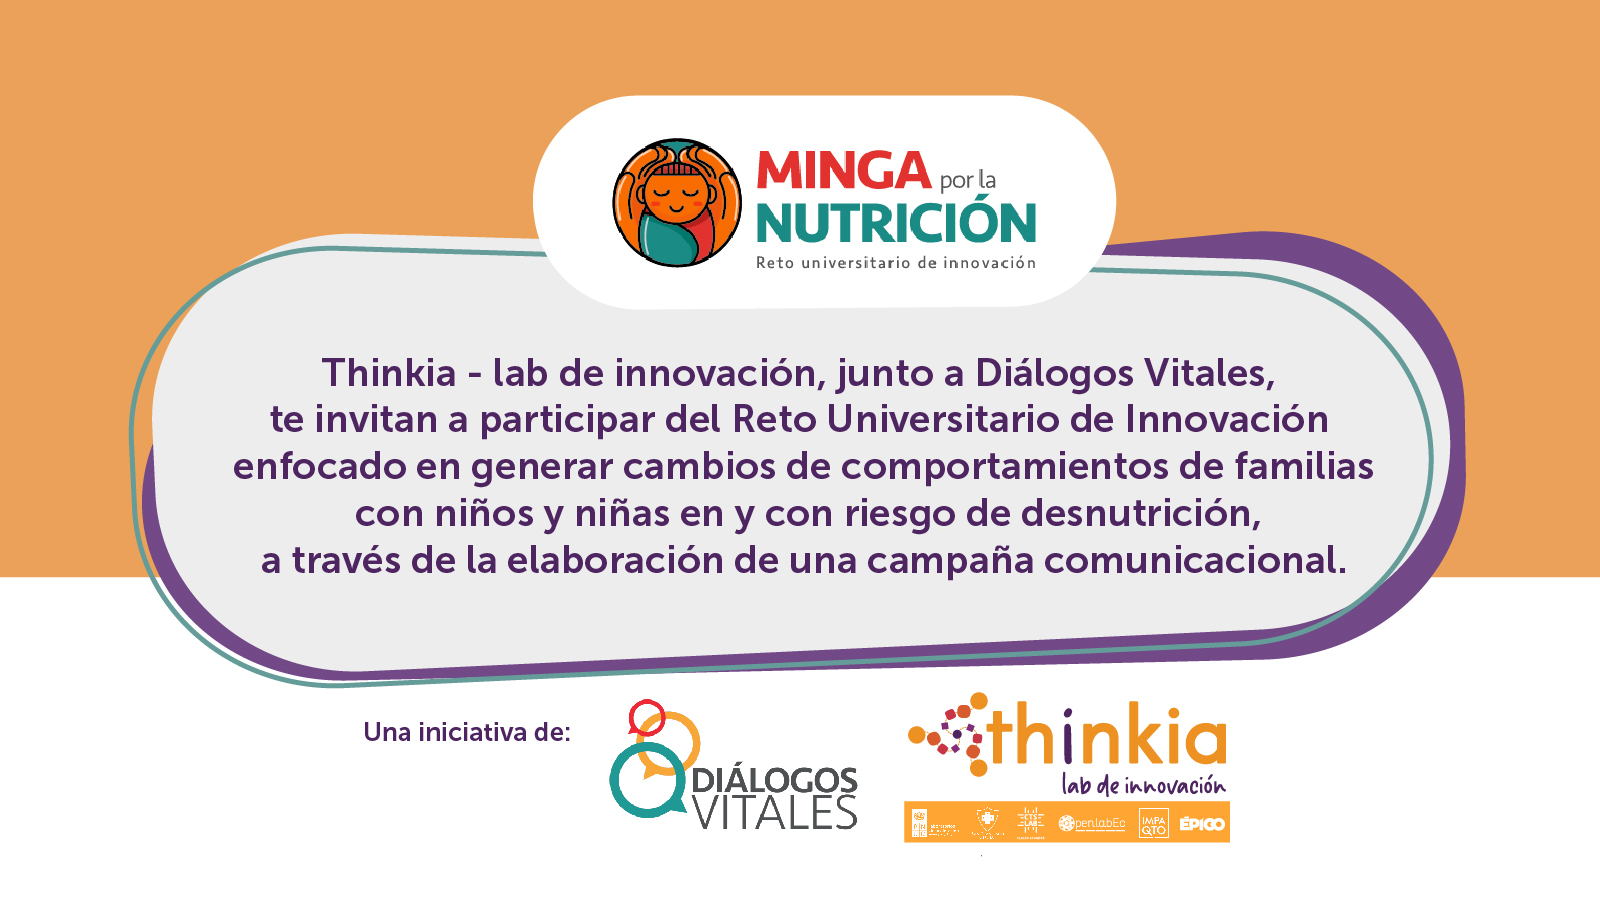 MINGA por la
NUTRICIÓN
Reto universitario de innovación
Thinkia - lab de innovación, junto a Diálogos Vitales,
te invitan a participar del Reto Universitario de Innovación
enfocado en generar cambios de comportamientos de familias
con niños y niñas en y con riesgo de desnutrición,
a través de la elaboración de una campaña comunicacional.
Una iniciativa de:
DIÁLOGOS
VITALES
thinkia
lab de innovación
CTS
LAB
OpenlabEc
IMPA
QTO
ÉPICO